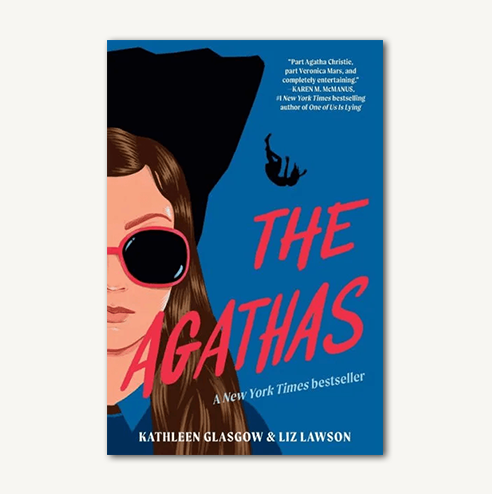 "Part Agatha Christie,
part Veronica Mars, and
completely entertaining."
—KAREN M. McMANUS,
#1 New York Times bestselling
author of One of Us Is Lying
THE
AGATHAS
A New York Times bestseller
KATHLEEN GLASGOW & LIZ LAWSON